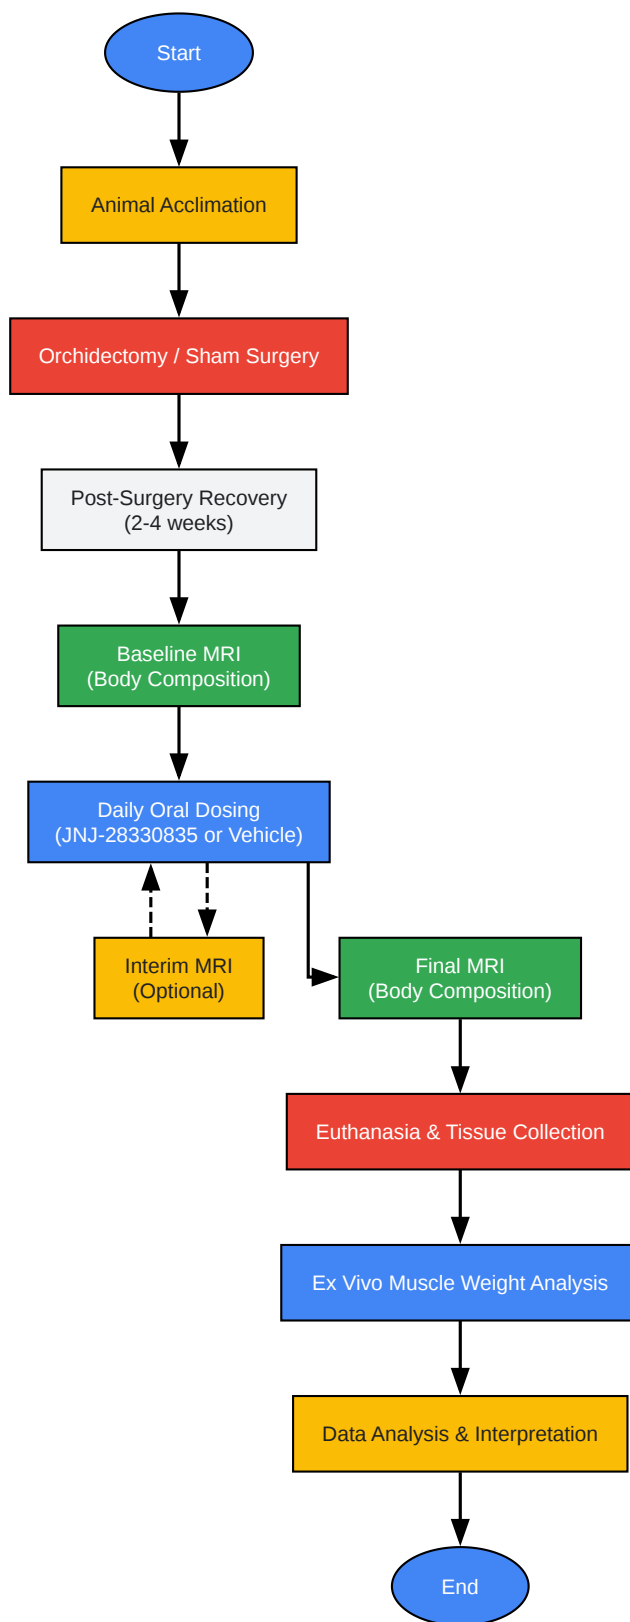 Start
Animal Acclimation
Orchidectomy / Sham Surgery
Post-Surgery Recovery
(2-4 weeks)
Baseline MRI
(Body Composition)
Daily Oral Dosing
(JNJ-28330835 or Vehicle)
Interim MRI
(Optional)
Final MRI
(Body Composition)
Euthanasia & Tissue Collection
Ex Vivo Muscle Weight Analysis
Data Analysis & Interpretation
End